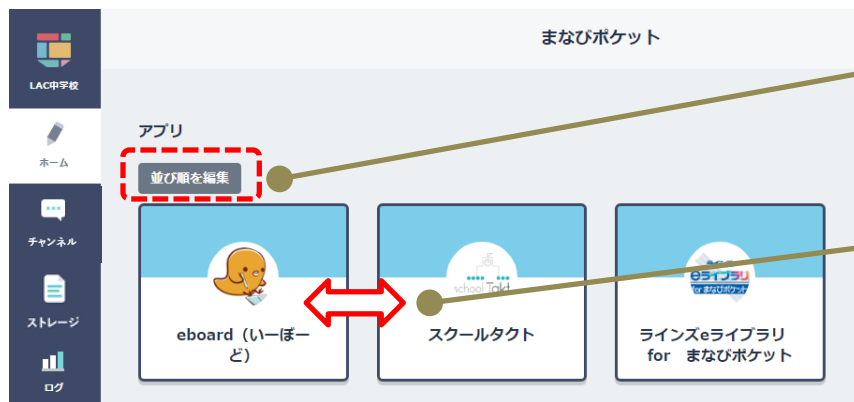 まなびポケット
LAC中学校
ホーム
チャンネル
ストレージ
ログ
アプリ
並び順を編集
school Takt
eライブラリ
for まなびポケット
eboard（いーぼー
ど）
スクールタクト
ラインズeライブラリ
for　まなびポケット